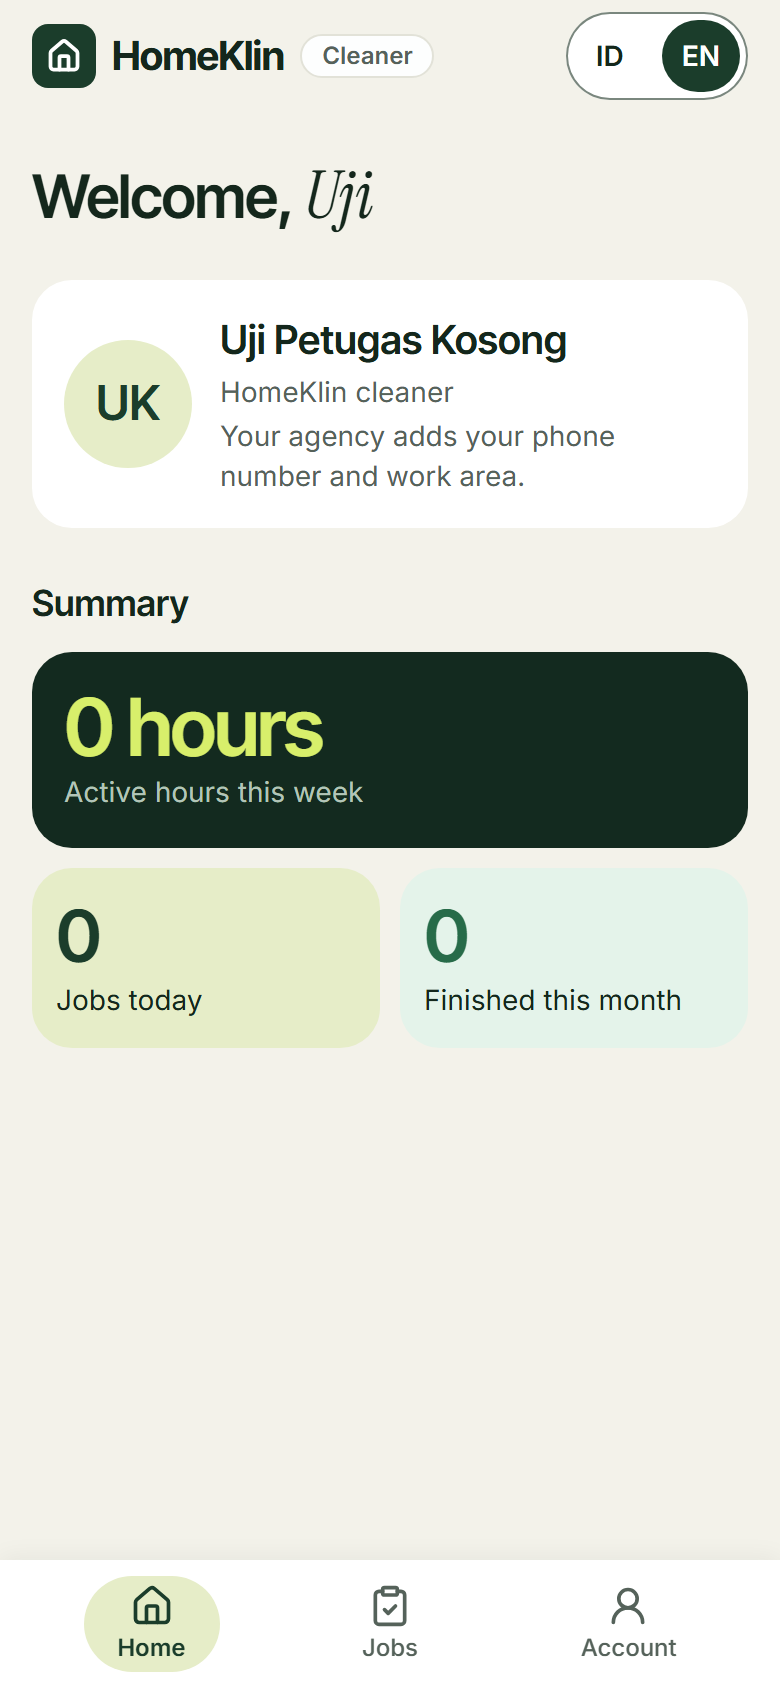 HomeKlin
Cleaner
ID
EN
Welcome, Uji
UK
Uji Petugas Kosong
HomeKlin cleaner
Your agency adds your phone
number and work area.
Summary
0 hours
Active hours this week
0
Jobs today
0
Finished this month
Home
Jobs
Account